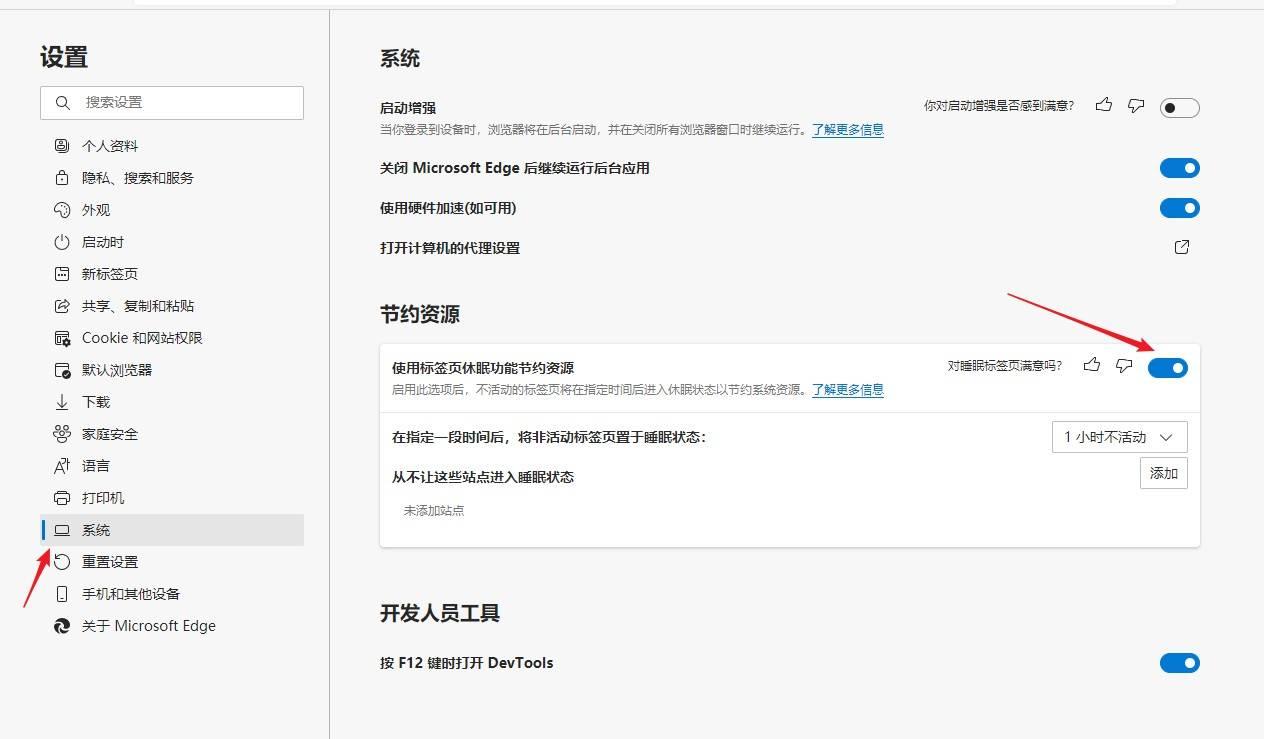 设置
搜索设置
个人资料
隐私、搜索和服务
外观
启动时
新标签页
共享、复制和粘贴
Cookie 和网站权限
默认浏览器
下载
家庭安全
语言
打印机
系统
重置设置
手机和其他设备
关于 Microsoft Edge
系统
启动增强
你对启动增强是否感到满意?
当你登录到设备时，浏览器将在后台启动，并在关闭所有浏览器窗口时继续运行。了解更多信息
关闭 Microsoft Edge 后继续运行后台应用
使用硬件加速(如可用)
打开计算机的代理设置
节约资源
使用标签页休眠功能节约资源
对睡眠标签页满意吗?
启用此选项后，不活动的标签页将在指定时间后进入休眠状态以节约系统资源。了解更多信息
在指定一段时间后，将非活动标签页置于睡眠状态：
1 小时不活动
从不让这些站点进入睡眠状态
添加
未添加站点
开发人员工具
按 F12 键时打开 DevTools